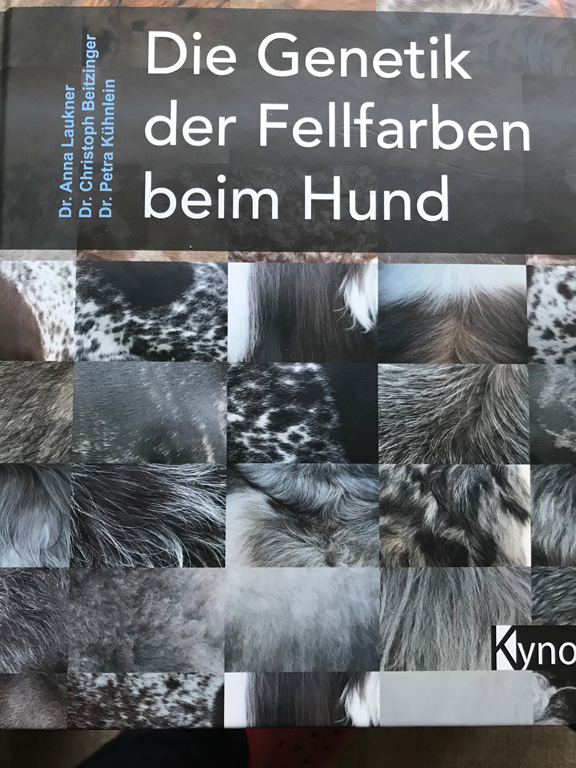 Die Genetik
der Fellfarben
beim Hund
Dr. Anna Laukner
Dr. Christoph Beitzinger
Dr. Petra Kühnlein
Kyno